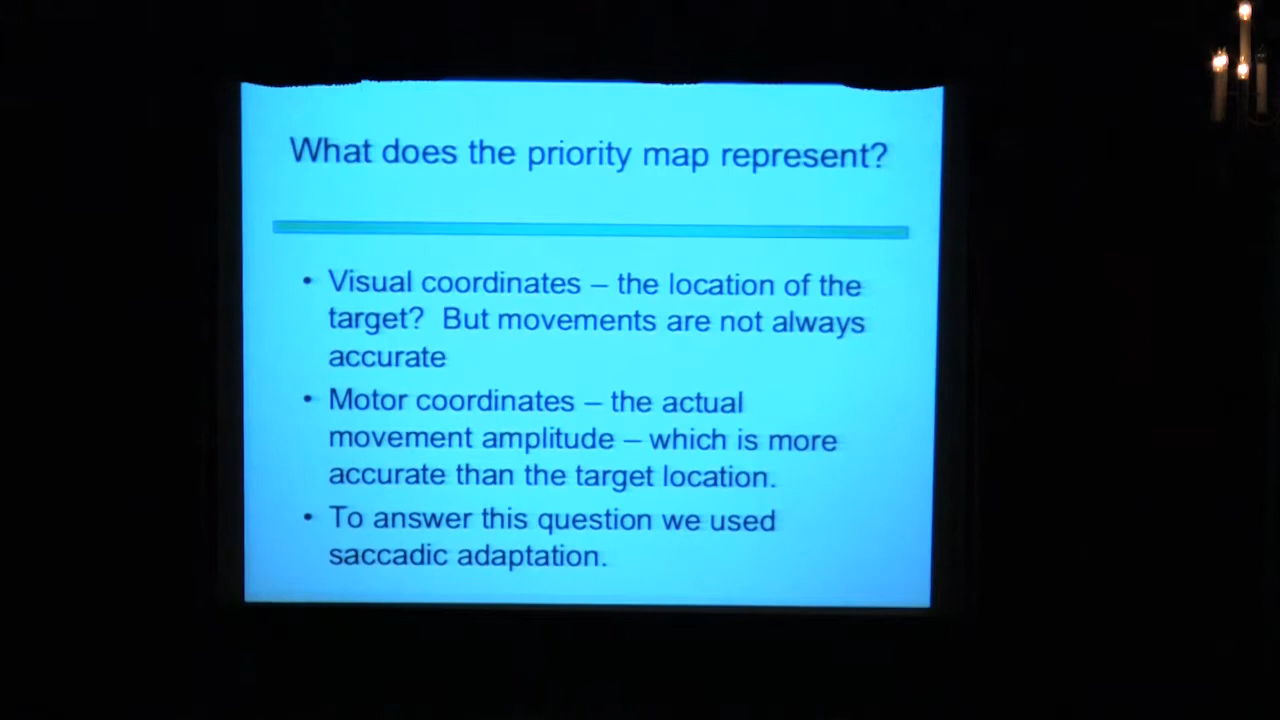 What does the priority map represent?
• Visual coordinates – the location of the
target?  But movements are not always
accurate
• Motor coordinates – the actual
movement amplitude – which is more
accurate than the target location.
• To answer this question we used
saccadic adaptation.